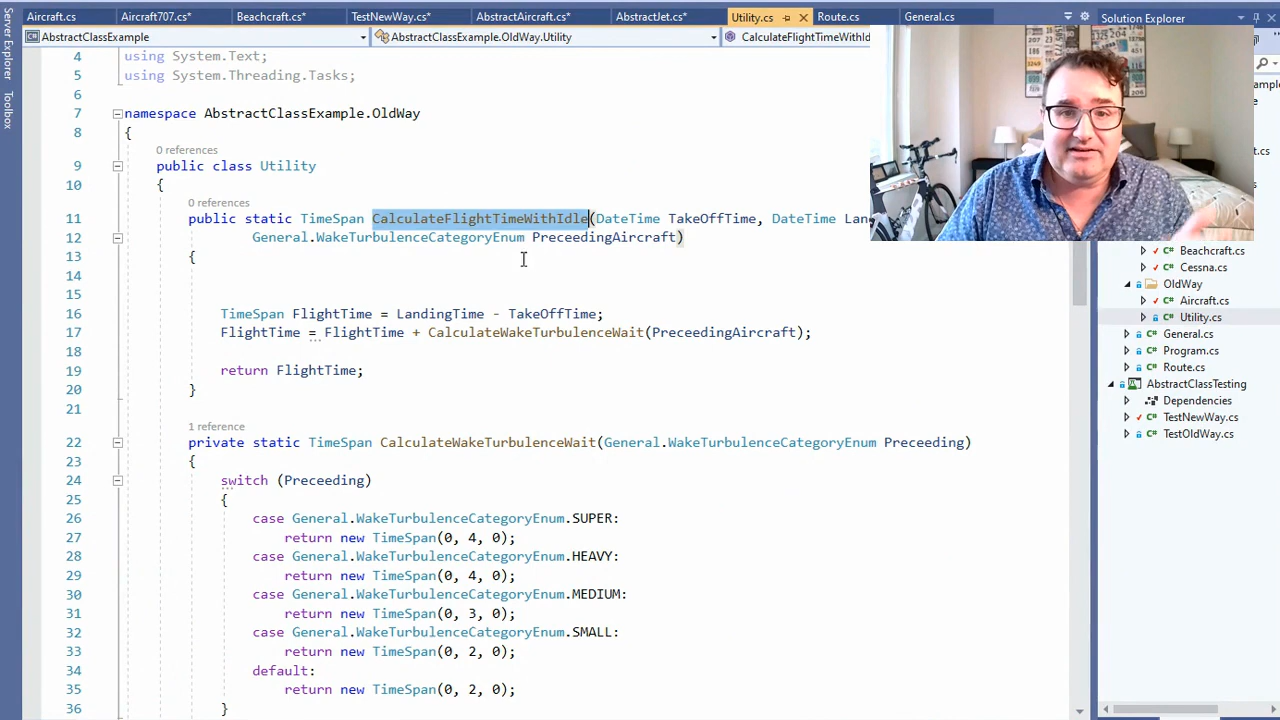 Aircraft.cs
Aircraft707.cs*
Beachcraft.cs*
TestNewWay.cs*
AbstractAircraft.cs*
AbstractJet.cs*
Utility.cs
Route.cs
General.cs
Solution Explorer
Server Explorer
Toolbox
AbstractClassExample
AbstractClassExample.OldWay.Utility
CalculateFlightTimeWithId
4 using System.Text;
5 using System.Threading.Tasks;
6
7 namespace AbstractClassExample.OldWay
8 {
0 references
9 public class Utility
10 {
0 references
11 public static TimeSpan CalculateFlightTimeWithIdle(DateTime TakeOffTime, DateTime Lan
12 General.WakeTurbulenceCategoryEnum PreceedingAircraft)
13 {
14
15
16 TimeSpan FlightTime = LandingTime - TakeOffTime;
17 FlightTime = FlightTime + CalculateWakeTurbulenceWait(PreceedingAircraft);
18
19 return FlightTime;
20 }
21
1 reference
22 private static TimeSpan CalculateWakeTurbulenceWait(General.WakeTurbulenceCategoryEnum Preceeding)
23 {
24 switch (Preceeding)
25 {
26 case General.WakeTurbulenceCategoryEnum.SUPER:
27 return new TimeSpan(0, 4, 0);
28 case General.WakeTurbulenceCategoryEnum.HEAVY:
29 return new TimeSpan(0, 4, 0);
30 case General.WakeTurbulenceCategoryEnum.MEDIUM:
31 return new TimeSpan(0, 3, 0);
32 case General.WakeTurbulenceCategoryEnum.SMALL:
33 return new TimeSpan(0, 2, 0);
34 default:
35 return new TimeSpan(0, 2, 0);
36 }
C# Beachcraft.cs
C# Cessna.cs
OldWay
C# Aircraft.cs
C# Utility.cs
C# General.cs
C# Program.cs
C# Route.cs
AbstractClassTesting
Dependencies
C# TestNewWay.cs
C# TestOldWay.cs